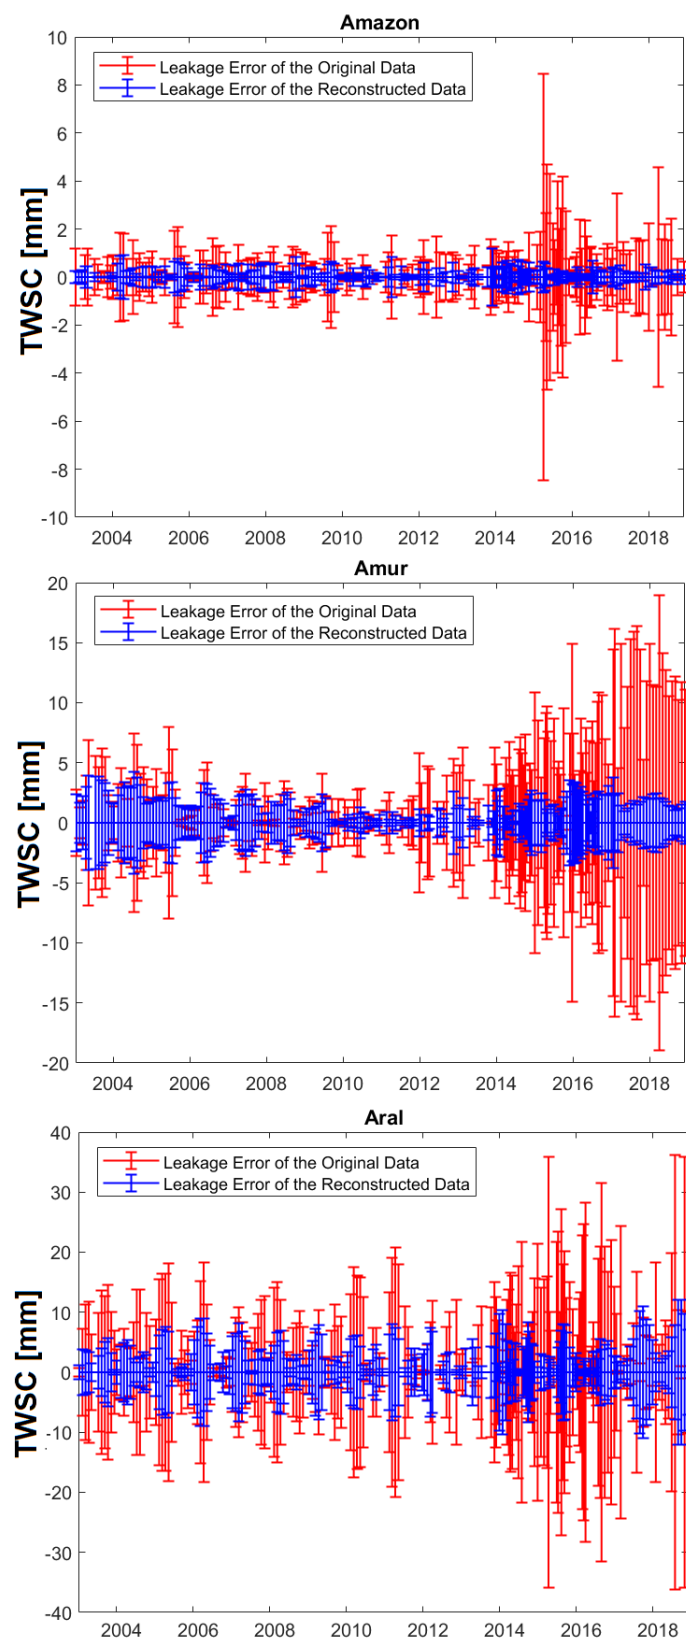 Amazon
10
8
6
4
2
0
-2
-4
-6
-8
-10
TWSC [mm]
Leakage Error of the Original Data
Leakage Error of the Reconstructed Data
2004 2006 2008 2010 2012 2014 2016 2018
Amur
20
15
10
5
0
-5
-10
-15
-20
TWSC [mm]
Leakage Error of the Original Data
Leakage Error of the Reconstructed Data
2004 2006 2008 2010 2012 2014 2016 2018
Aral
40
30
20
10
0
-10
-20
-30
-40
TWSC [mm]
Leakage Error of the Original Data
Leakage Error of the Reconstructed Data
2004 2006 2008 2010 2012 2014 2016 2018